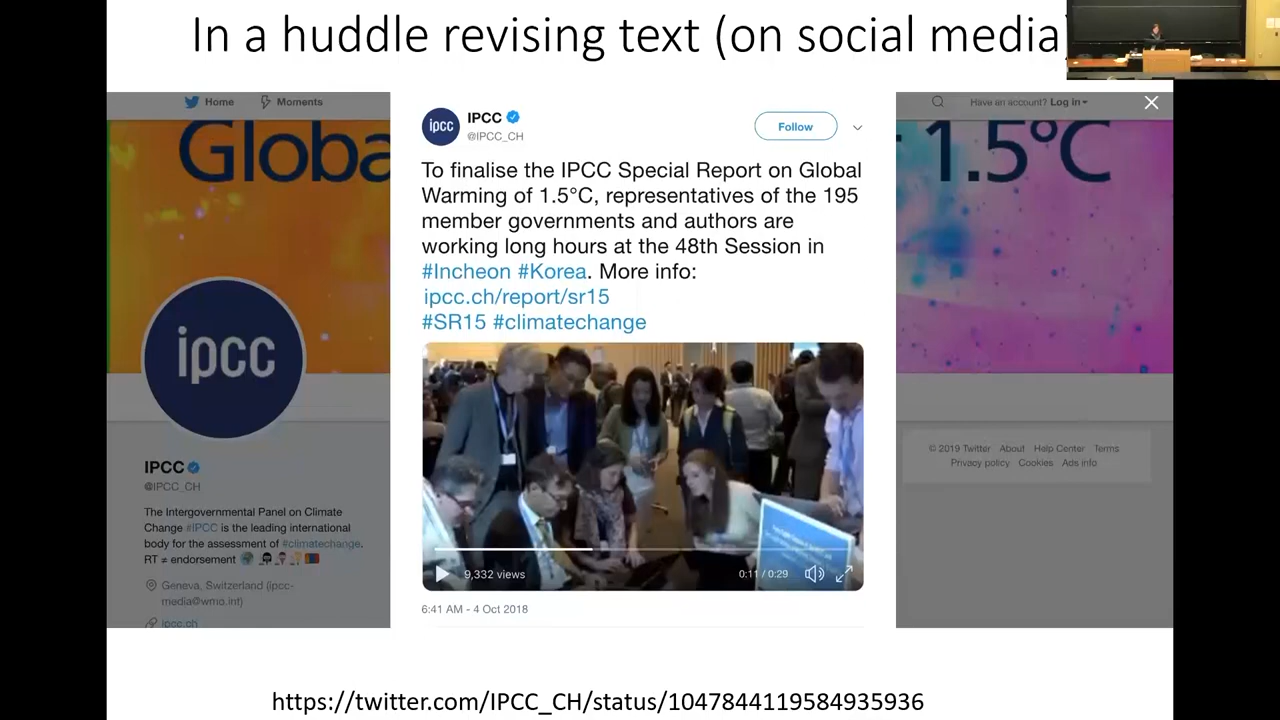 In a huddle revising text (on social media)
Home
Moments
Have an account? Log in
Globa
1.5°C
ipcc
IPCC
@IPCC_CH
The Intergovernmental Panel on Climate
Change #IPCC is the leading international
body for the assessment of #climatechange.
RT ≠ endorsement
Geneva, Switzerland (ipcc-
media@wmo.int)
ipcc.ch
ipcc
IPCC
@IPCC_CH
Follow
To finalise the IPCC Special Report on Global
Warming of 1.5°C, representatives of the 195
member governments and authors are
working long hours at the 48th Session in
#Incheon #Korea. More info:
ipcc.ch/report/sr15
#SR15 #climatechange
9,332 views
0:11 / 0:29
6:41 AM - 4 Oct 2018
© 2019 Twitter About Help Center Terms
Privacy policy Cookies Ads info
https://twitter.com/IPCC_CH/status/1047844119584935936